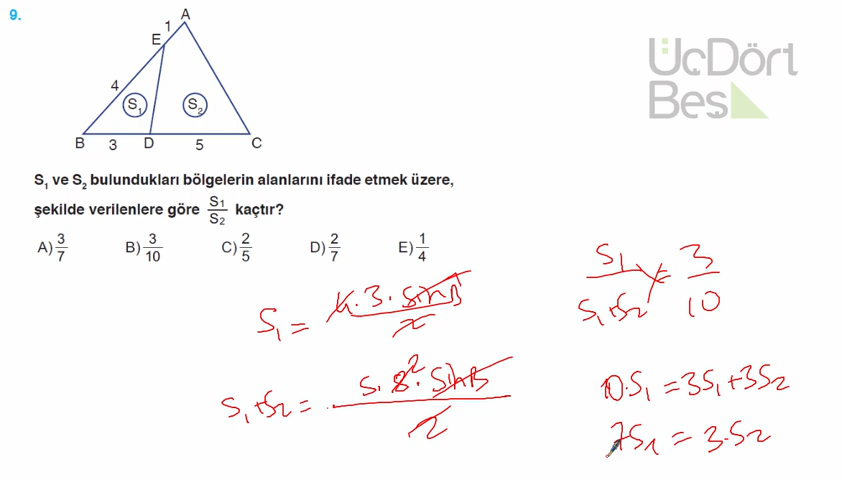 9.
A
1
E
4
S₁ S₂
B 3 D 5 C
ÜçDört
Beş
S₁ ve S₂ bulundukları bölgelerin alanlarını ifade etmek üzere,
şekilde verilenlere göre S₁/S₂ kaçtır?
A) 3/7 B) 3/10 C) 2/5 D) 2/7 E) 1/4
S₁ = 4.3.sinB/2
S₁+S₂ = 5.8².sinB/2
S₁/S₁+S₂ = 3/10
10.S₁ = 3S₁+3S₂
7S₁ = 3.S₂